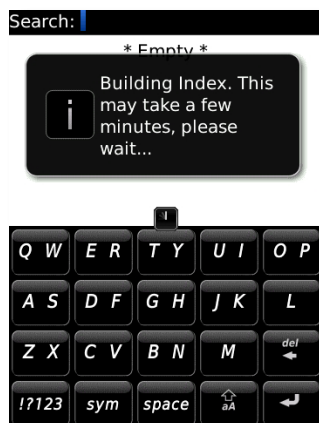 Search:
* Empty *
i
Building Index. This
may take a few
minutes, please
wait...
Q W E R T Y U I O P
A S D F G H J K L
Z X C V B N M del
!?123 sym space aA